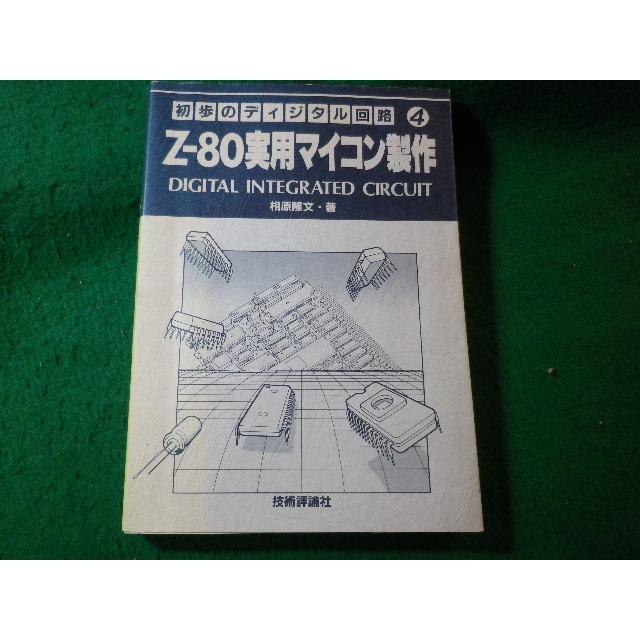 初歩のディジタル回路 4
Z-80実用マイコン製作
DIGITAL INTEGRATED CIRCUIT
相原隆文・著
技術評論社